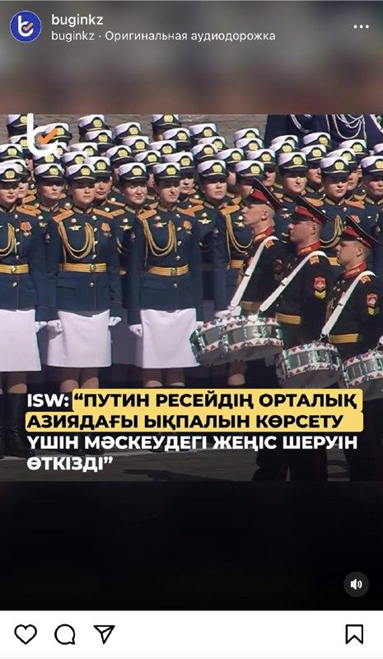 buginkz
buginkz · Оригинальная аудиодорожка
ISW: “ПУТИН РЕСЕЙДІҢ ОРТАЛЫҚ
АЗИЯДАҒЫ ЫҚПАЛЫН КӨРСЕТУ
ҮШІН МӘСКЕУДЕГІ ЖЕҢІС ШЕРУІН
ӨТКІЗДІ”